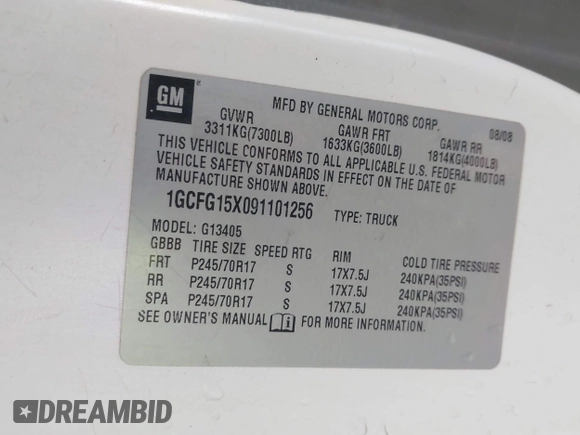 GM
MFD BY GENERAL MOTORS CORP. 08/08
GVWR GAWR FRT GAWR RR
3311KG(7300LB) 1633KG(3600LB) 1814KG(4000LB)
THIS VEHICLE CONFORMS TO ALL APPLICABLE U.S. FEDERAL MOTOR
VEHICLE SAFETY STANDARDS IN EFFECT ON THE DATE OF
MANUFACTURE SHOWN ABOVE.
1GCFG15X091101256 TYPE: TRUCK
MODEL: G13405
GBBB TIRE SIZE SPEED RTG RIM COLD TIRE PRESSURE
FRT P245/70R17 S 17X7.5J 240KPA(35PSI)
RR P245/70R17 S 17X7.5J 240KPA(35PSI)
SPA P245/70R17 S 17X7.5J 240KPA(35PSI)
SEE OWNER'S MANUAL FOR MORE INFORMATION.
DREAMBID